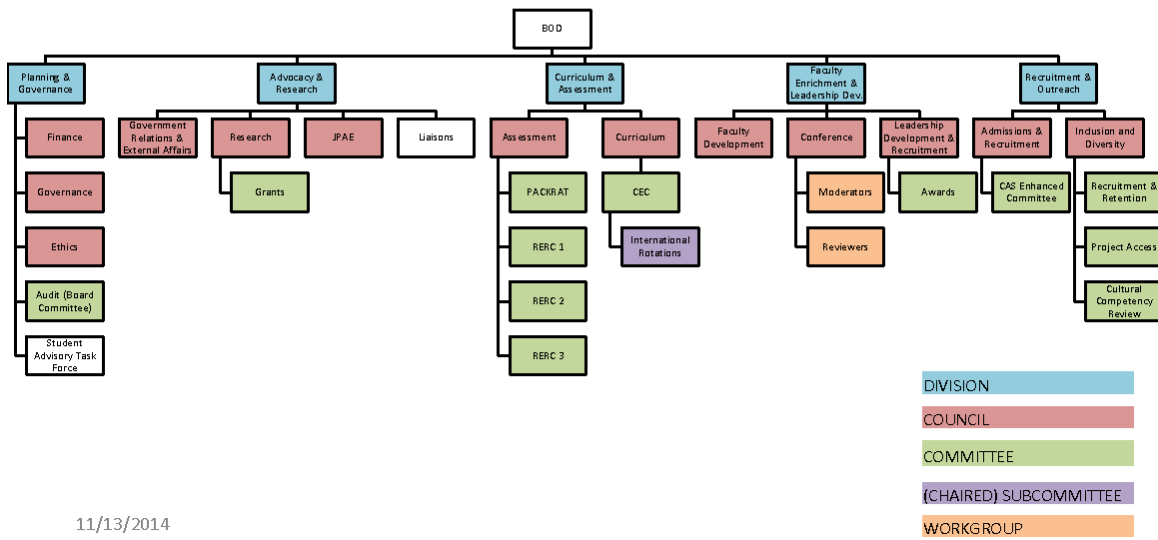 BOD
Planning &
Governance
Advocacy &
Research
Curriculum &
Assessment
Faculty
Enrichment &
Leadership Dev.
Recruitment &
Outreach
Finance
Government
Relations &
External Affairs
Research
JPAE
Liaisons
Assessment
Curriculum
Faculty
Development
Conference
Leadership
Development &
Recruitment
Admissions &
Recruitment
Inclusion and
Diversity
Governance
Grants
PACKRAT
CEC
Moderators
Awards
CAS Enhanced
Committee
Recruitment &
Retention
Ethics
RERC 1
International
Rotations
Reviewers
Project Access
Audit (Board
Committee)
RERC 2
Cultural
Competency
Review
Student
Advisory Task
Force
RERC 3
DIVISION
COUNCIL
COMMITTEE
(CHAIRED) SUBCOMMITTEE
WORKGROUP
11/13/2014